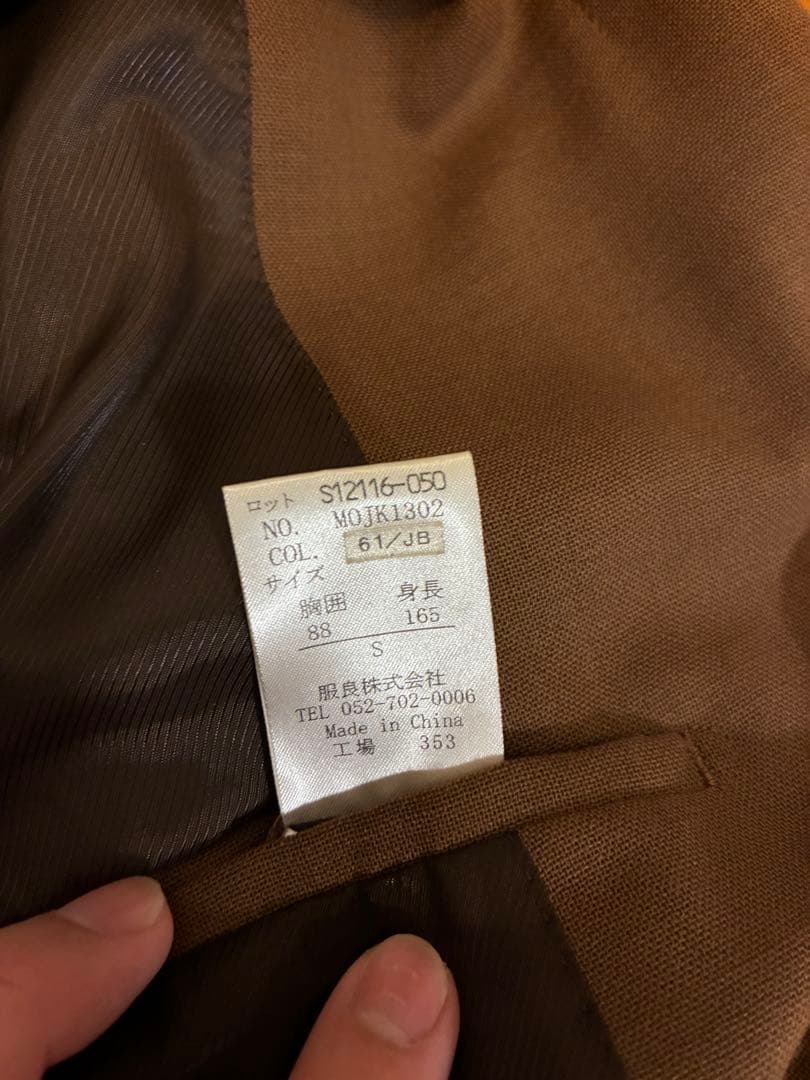 ロット S12116-050
NO. MOJK1302
COL. 61/JB
サイズ
胸囲 身長
88 165
S
服良株式会社
TEL 052-702-0006
Made in China
工場 353